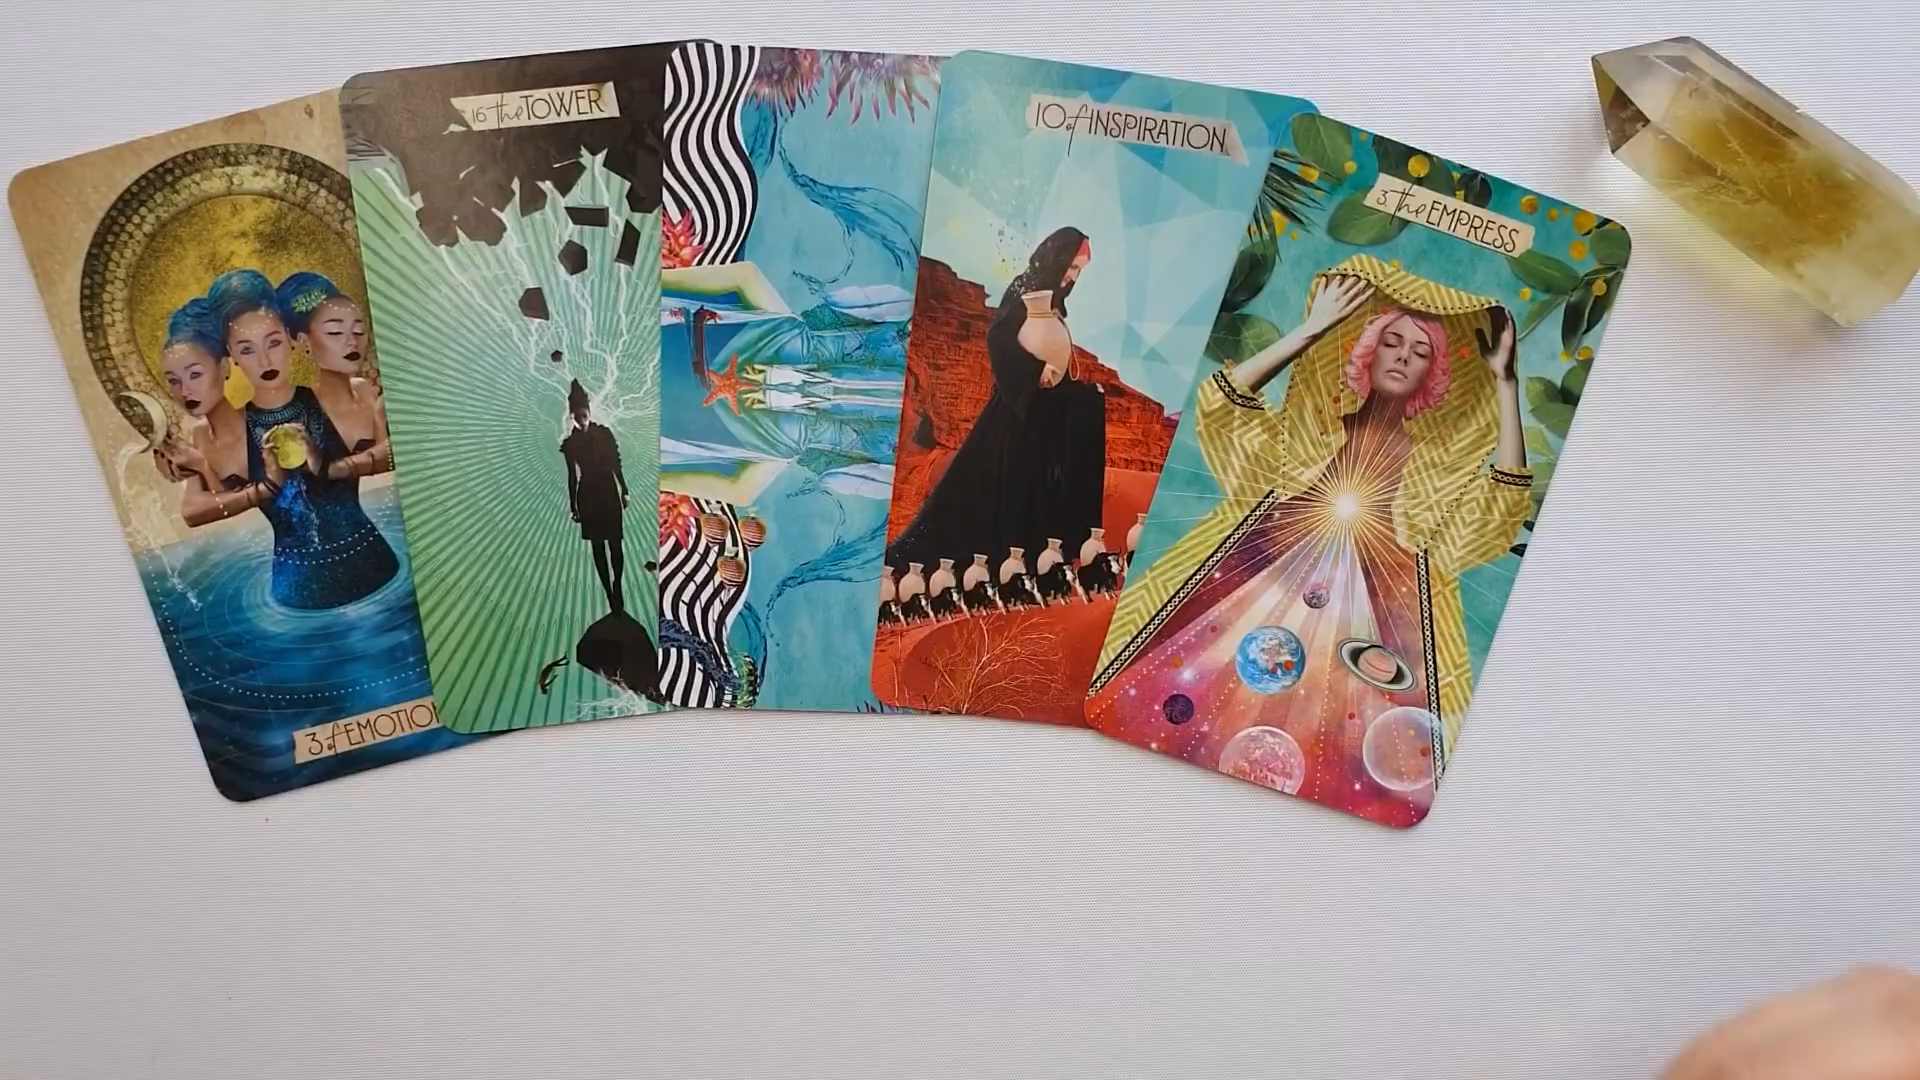 16 the TOWER
10 of INSPIRATION
3 the EMPRESS
3 of EMOTIO